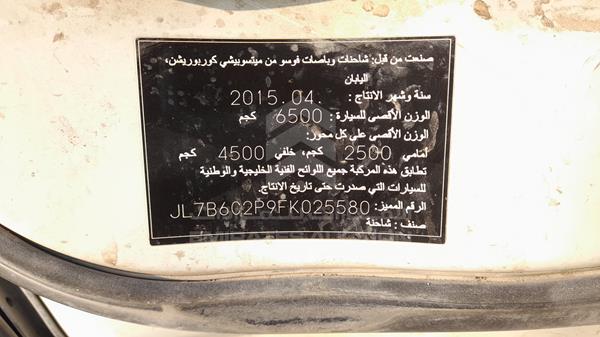 صنعت من قبل: شاحنات وباصات فوسو من ميتسوبيشي كوربوريشن،
اليابان
سنة وشهر الانتاج : 2015.04.
الوزن الأقصى للسيارة : 6500 كجم
الوزن الأقصى على كل محور:
أمامي 2500 كجم، خلفي 4500 كجم
تطابق هذه المركبة جميع اللوائح الفنية الخليجية والوطنية
للسيارات التي صدرت حتى تاريخ الانتاج.
الرقم المميز: JL7B6G2P9FK025580
صنف : شاحنة